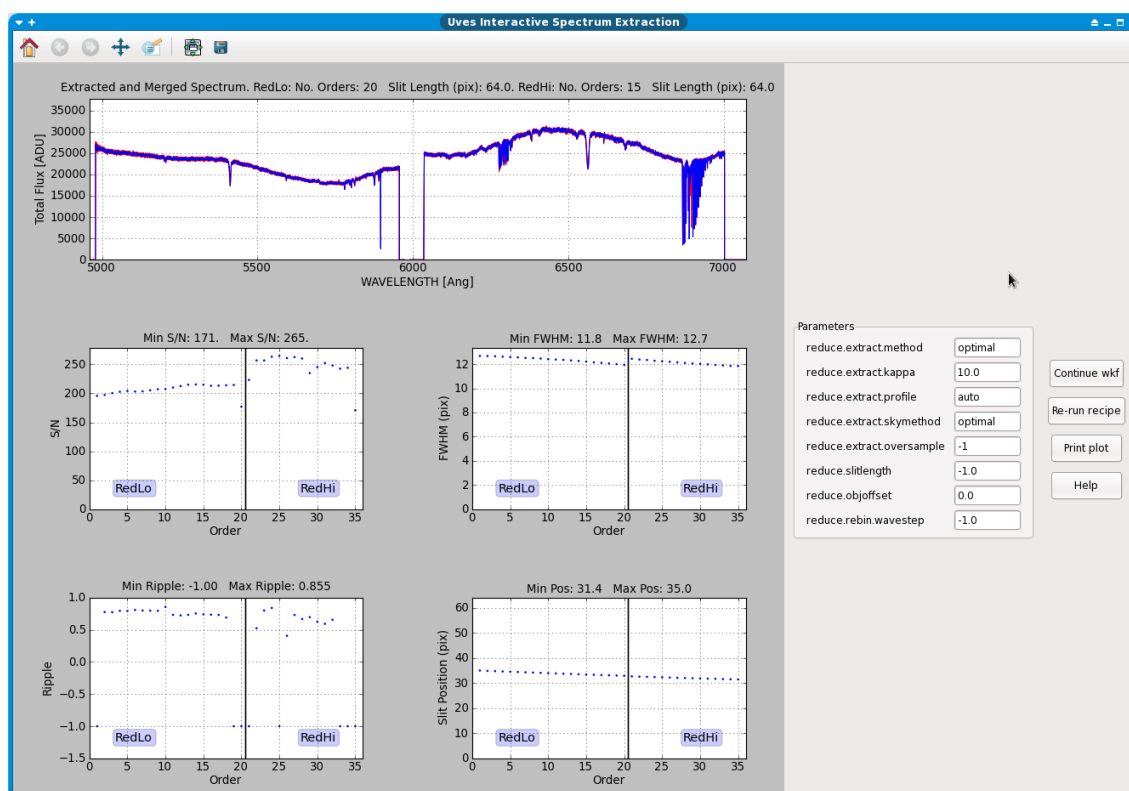 Uves Interactive Spectrum Extraction
Extracted and Merged Spectrum. RedLo: No. Orders: 20   Slit Length (pix): 64.0. RedHi: No. Orders: 15   Slit Length (pix): 64.0
35000
30000
25000
20000
15000
10000
5000
0
Total Flux [ADU]
5000 5500 6000 6500 7000
WAVELENGTH [Ang]
Min S/N: 171.   Max S/N: 265.
250
200
150
100
50
0
S/N
RedLo RedHi
0 5 10 15 20 25 30 35
Order
Min FWHM: 11.8   Max FWHM: 12.7
12
10
8
6
4
2
0
FWHM (pix)
RedLo RedHi
0 5 10 15 20 25 30 35
Order
Min Ripple: -1.00   Max Ripple: 0.855
1.0
0.5
0.0
−0.5
−1.0
−1.5
Ripple
RedLo RedHi
0 5 10 15 20 25 30 35
Order
Min Pos: 31.4   Max Pos: 35.0
60
50
40
30
20
10
0
Slit Position (pix)
RedLo RedHi
0 5 10 15 20 25 30 35
Order
Parameters
reduce.extract.method optimal
reduce.extract.kappa 10.0
reduce.extract.profile auto
reduce.extract.skymethod optimal
reduce.extract.oversample -1
reduce.slitlength -1.0
reduce.objoffset 0.0
reduce.rebin.wavestep -1.0
Continue wkf
Re-run recipe
Print plot
Help